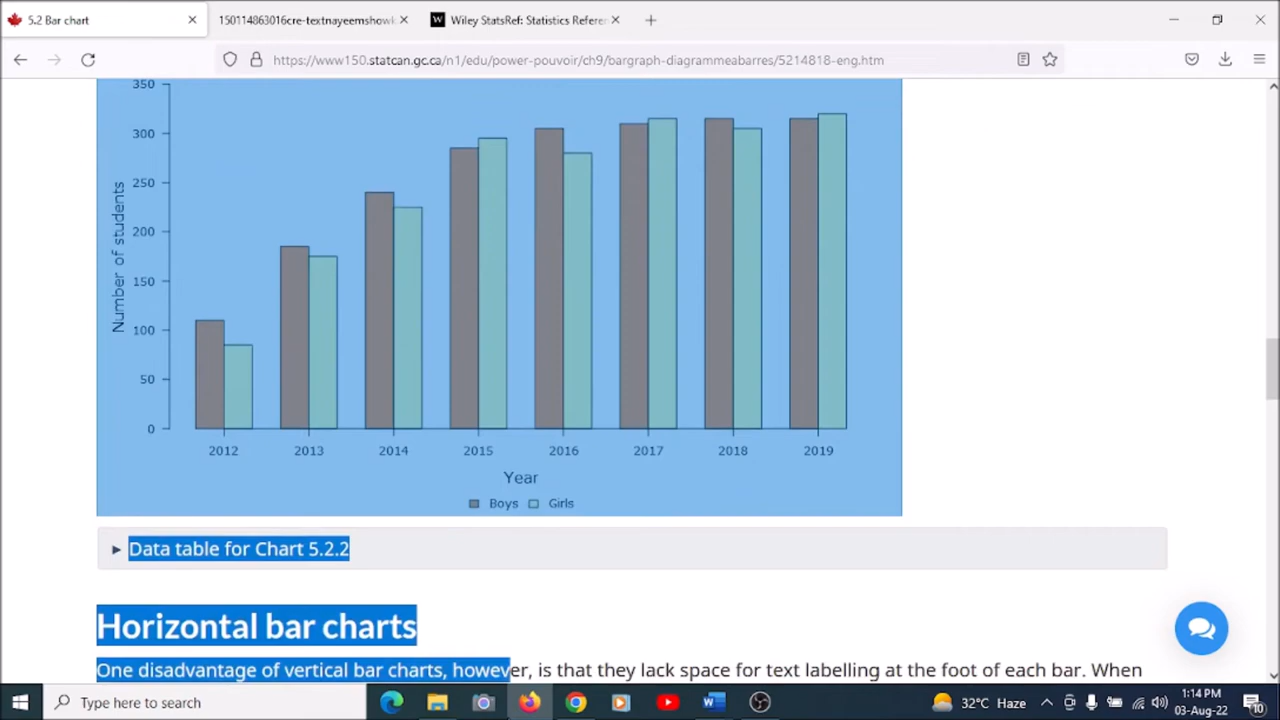 5.2 Bar chart
150114863016cre-textnayeemshowk
Wiley StatsRef: Statistics Referen
https://www150.statcan.gc.ca/n1/edu/power-pouvoir/ch9/bargraph-diagrammeabarres/5214818-eng.htm
350
300
250
200
150
100
50
0
Number of students
2012 2013 2014 2015 2016 2017 2018 2019
Year
Boys Girls
Data table for Chart 5.2.2
Horizontal bar charts
One disadvantage of vertical bar charts, however, is that they lack space for text labelling at the foot of each bar. When
Type here to search
32°C Haze
1:14 PM
03-Aug-22
10